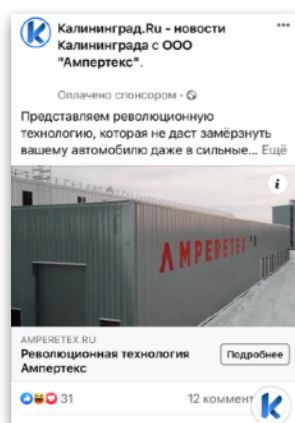 Калининград.Ru - новости
Калининграда с ООО
"Ампертекс".
Оплачено спонсором ·
Представляем революционную
технологию, которая не даст замёрзнуть
вашему автомобилю даже в сильные... Ещё
AMPERETEX
AMPERETEX.RU
Революционная технология
Ампертекс
Подробнее
31
12 коммент